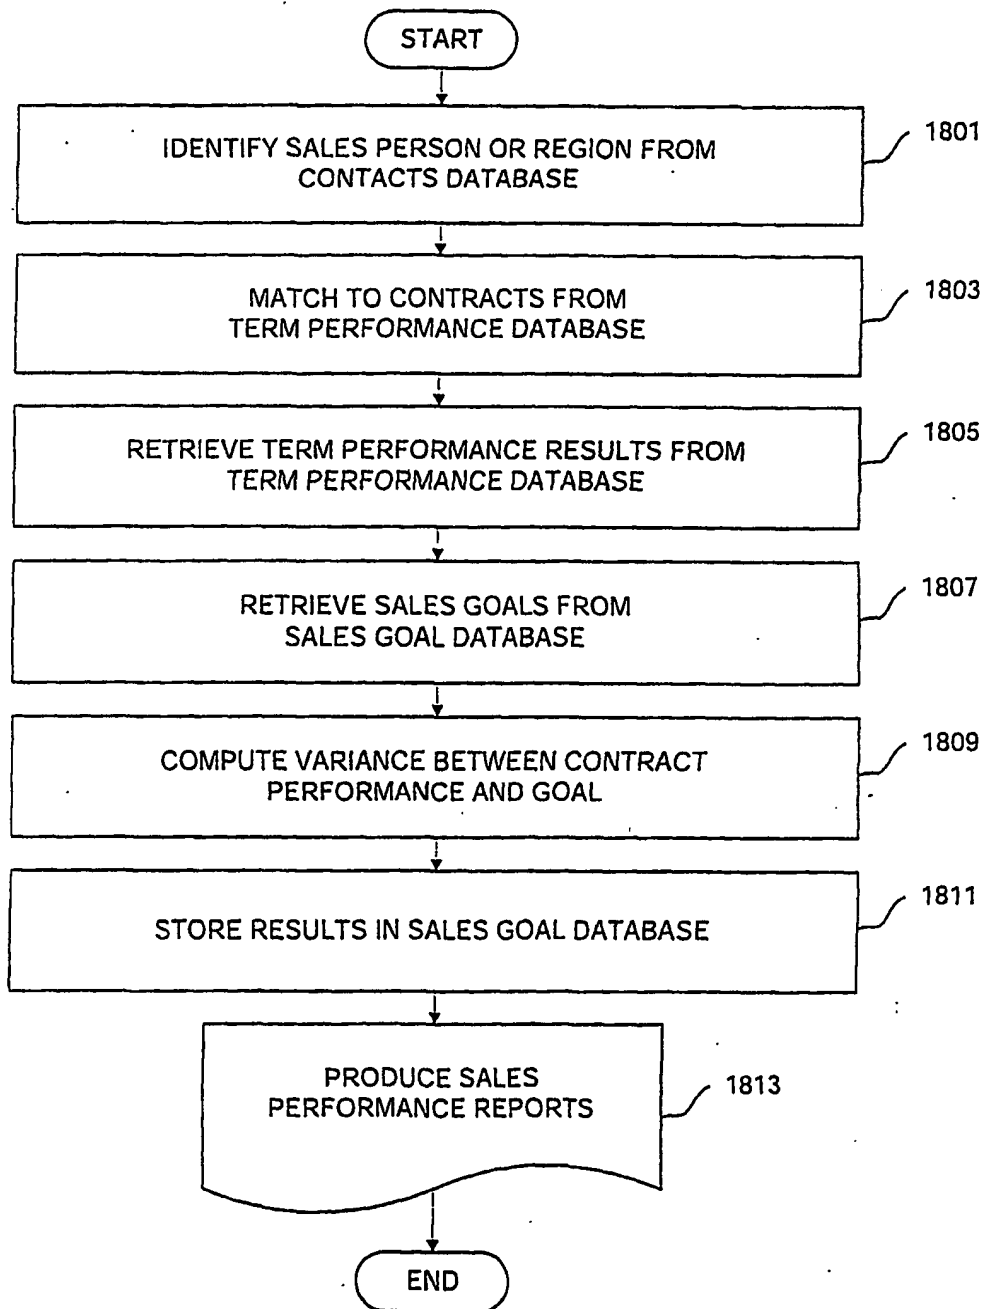 START
IDENTIFY SALES PERSON OR REGION FROM
CONTACTS DATABASE
1801
MATCH TO CONTRACTS FROM
TERM PERFORMANCE DATABASE
1803
RETRIEVE TERM PERFORMANCE RESULTS FROM
TERM PERFORMANCE DATABASE
1805
RETRIEVE SALES GOALS FROM
SALES GOAL DATABASE
1807
COMPUTE VARIANCE BETWEEN CONTRACT
PERFORMANCE AND GOAL
1809
STORE RESULTS IN SALES GOAL DATABASE
1811
PRODUCE SALES
PERFORMANCE REPORTS
1813
END